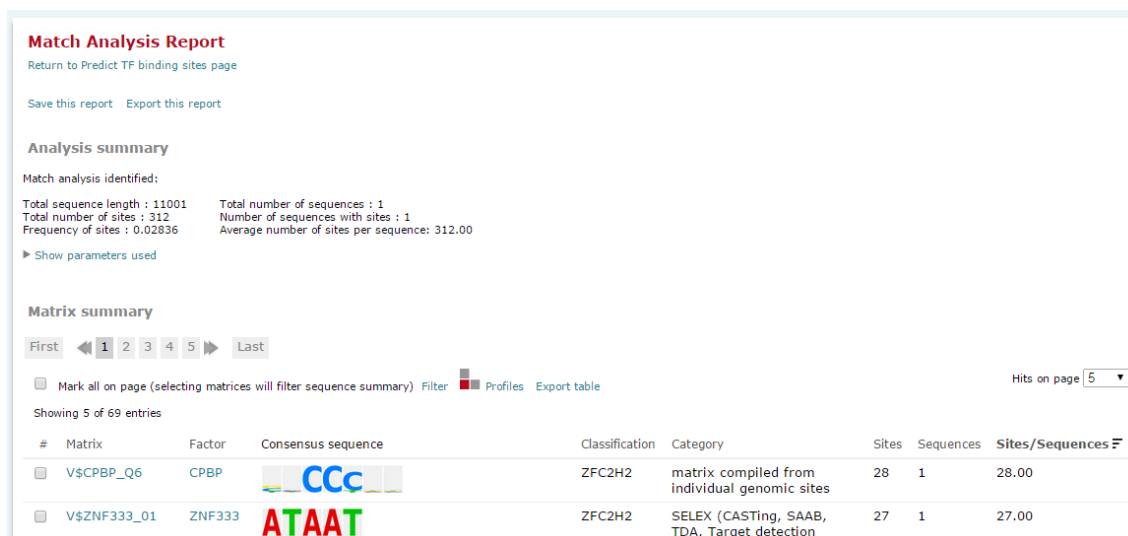 Match Analysis Report
Return to Predict TF binding sites page
Save this report Export this report
Analysis summary
Match analysis identified:
Total sequence length : 11001 Total number of sequences : 1
Total number of sites : 312 Number of sequences with sites : 1
Frequency of sites : 0.02836 Average number of sites per sequence: 312.00
Show parameters used
Matrix summary
First 1 2 3 4 5 Last
Mark all on page (selecting matrices will filter sequence summary) Filter Profiles Export table Hits on page 5
Showing 5 of 69 entries
# Matrix Factor Consensus sequence Classification Category Sites Sequences Sites/Sequences
V$CPBP_Q6 CPBP CCc ZFC2H2 matrix compiled from 28 1 28.00
individual genomic sites
V$ZNF333_01 ZNF333 ATAAT ZFC2H2 SELEX (CASTing, SAAB, 27 1 27.00
TDA, Target detection